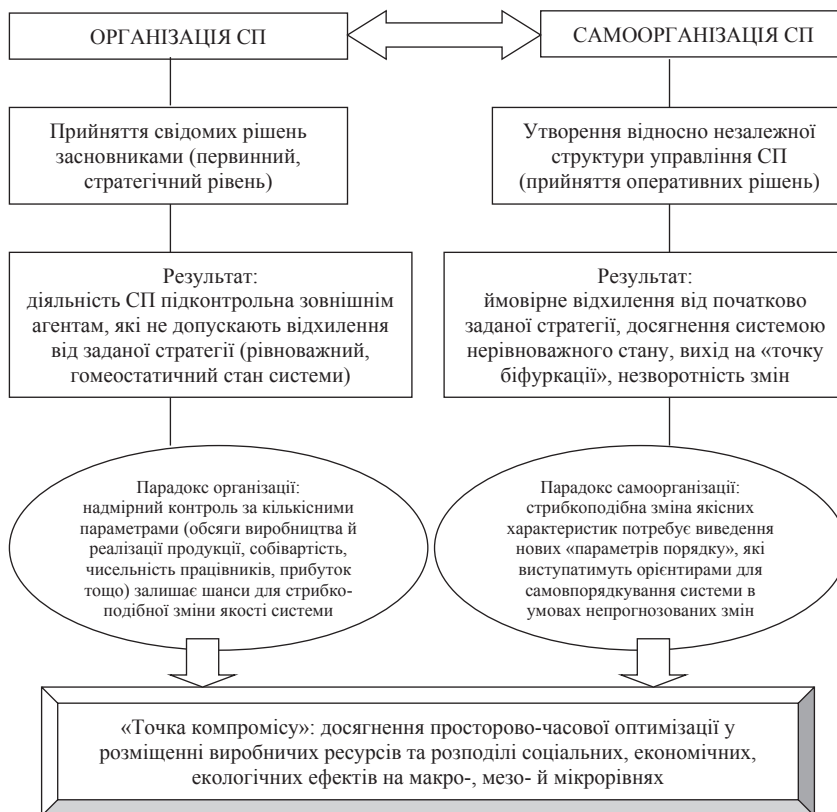 ОРГАНІЗАЦІЯ СП
САМООРГАНІЗАЦІЯ СП
Прийняття свідомих рішень
засновниками (первинний,
стратегічний рівень)
Утворення відносно незалежної
структури управління СП
(прийняття оперативних рішень)
Результат:
діяльність СП підконтрольна зовнішнім
агентам, які не допускають відхилення
від заданої стратегії (рівноважний,
гомеостатичний стан системи)
Результат:
ймовірне відхилення від початково
заданої стратегії, досягнення системою
нерівноважного стану, вихід на «точку
біфуркації», незворотність змін
Парадокс організації:
надмірний контроль за кількісними
параметрами (обсяги виробництва й
реалізації продукції, собівартість,
чисельність працівників, прибуток
тощо) залишає шанси для стрибко-
подібної зміни якості системи
Парадокс самоорганізації:
стрибкоподібна зміна якісних
характеристик потребує виведення
нових «параметрів порядку», які
виступатимуть орієнтирами для
самовпорядкування системи в
умовах непрогнозованих змін
«Точка компромісу»: досягнення просторово-часової оптимізації у
розміщенні виробничих ресурсів та розподілі соціальних, економічних,
екологічних ефектів на макро-, мезо- й мікрорівнях